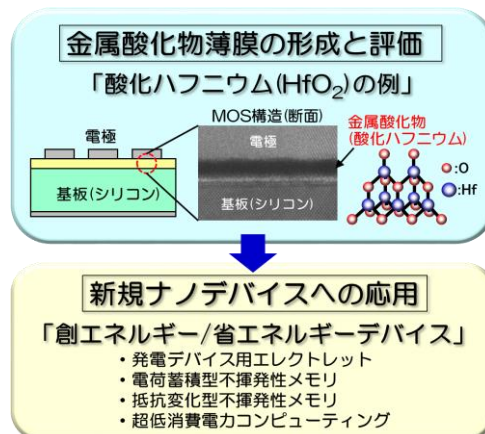 金属酸化物薄膜の形成と評価
「酸化ハフニウム(HfO₂)の例」
MOS構造(断面)
電極
電極
金属酸化物
(酸化ハフニウム)
:O
:Hf
基板(シリコン)
基板(シリコン)
新規ナノデバイスへの応用
「創エネルギー/省エネルギーデバイス」
・発電デバイス用エレクトレット
・電荷蓄積型不揮発性メモリ
・抵抗変化型不揮発性メモリ
・超低消費電力コンピューティング